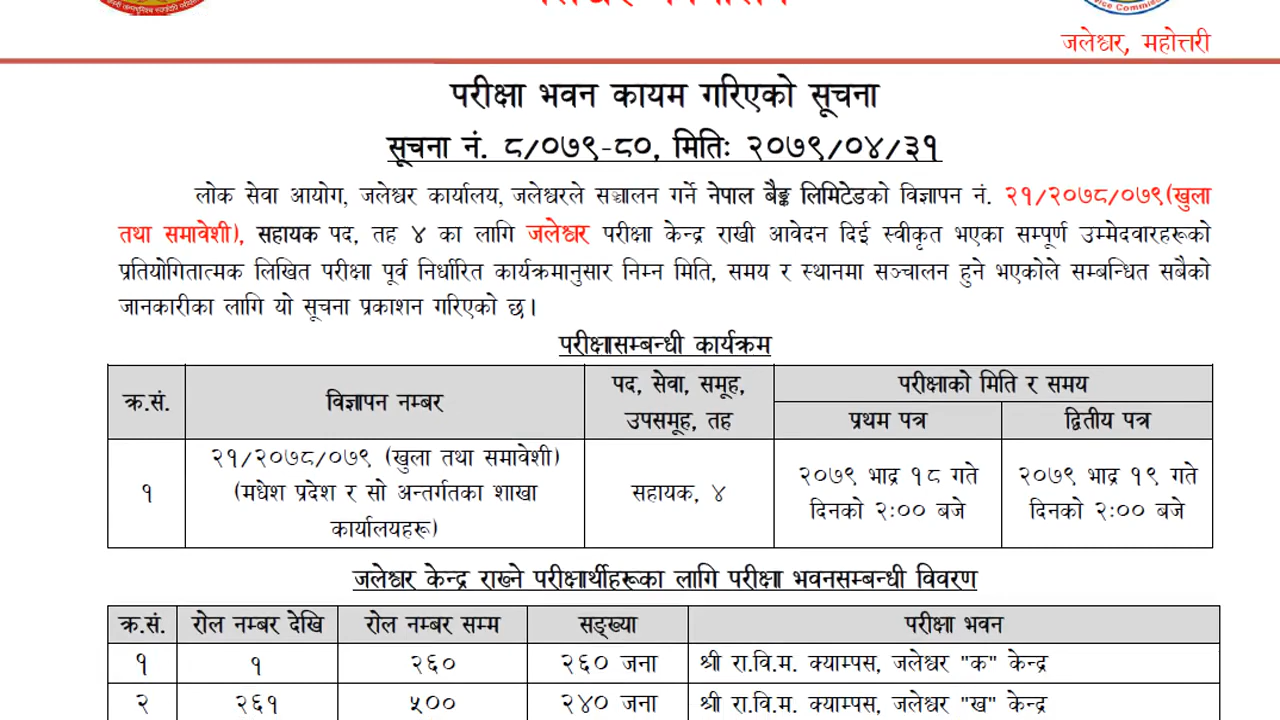 जलेश्वर, महोत्तरी
परीक्षा भवन कायम गरिएको सूचना
सूचना नं. ८/०७९-८०, मितिः २०७९/०४/३१
लोक सेवा आयोग, जलेश्वर कार्यालय, जलेश्वरले सञ्चालन गर्ने नेपाल बैङ्क लिमिटेडको विज्ञापन नं. २१/२०७८/०७९(खुला
तथा समावेशी), सहायक पद, तह ४ का लागि जलेश्वर परीक्षा केन्द्र राखी आवेदन दिई स्वीकृत भएका सम्पूर्ण उम्मेदवारहरूको
प्रतियोगितात्मक लिखित परीक्षा पूर्व निर्धारित कार्यक्रमानुसार निम्न मिति, समय र स्थानमा सञ्चालन हुने भएकोले सम्बन्धित सबैको
जानकारीका लागि यो सूचना प्रकाशन गरिएको छ।
परीक्षासम्बन्धी कार्यक्रम
क्र.सं. विज्ञापन नम्बर पद, सेवा, समूह, उपसमूह, तह परीक्षाको मिति र समय
प्रथम पत्र द्वितीय पत्र
१ २१/२०७८/०७९ (खुला तथा समावेशी) (मधेश प्रदेश र सो अन्तर्गतका शाखा कार्यालयहरू) सहायक, ४ २०७९ भाद्र १८ गते दिनको २:०० बजे २०७९ भाद्र १९ गते दिनको २:०० बजे
जलेश्वर केन्द्र राख्ने परीक्षार्थीहरूका लागि परीक्षा भवनसम्बन्धी विवरण
क्र.सं. रोल नम्बर देखि रोल नम्बर सम्म सङ्ख्या परीक्षा भवन
१ १ २६० २६० जना श्री रा.वि.म. क्याम्पस, जलेश्वर "क" केन्द्र
२ २६१ ५०० २४० जना श्री रा.वि.म. क्याम्पस, जलेश्वर "ख" केन्द्र